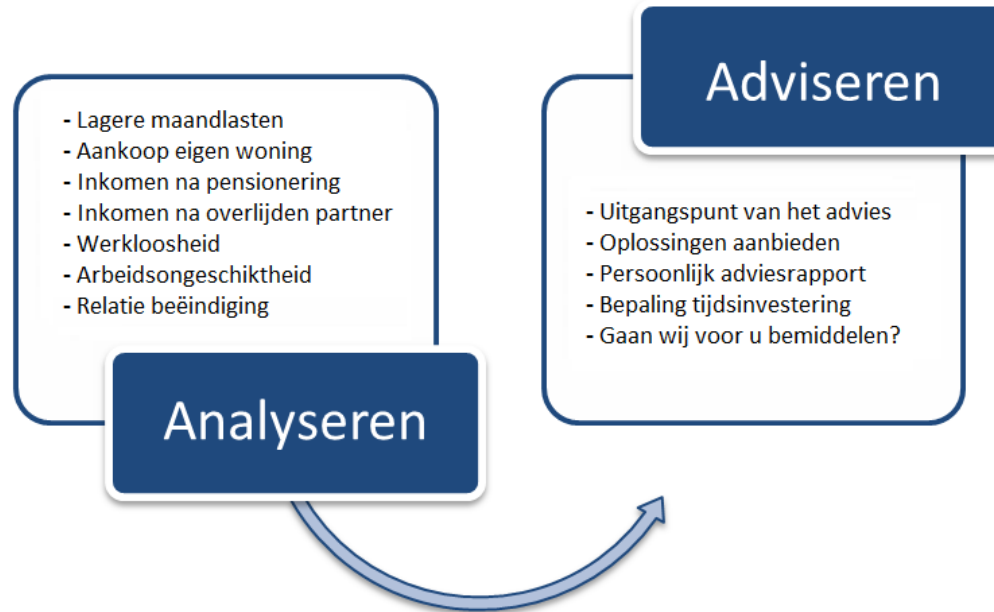 - Lagere maandlasten
- Aankoop eigen woning
- Inkomen na pensionering
- Inkomen na overlijden partner
- Werkloosheid
- Arbeidsongeschiktheid
- Relatie beëindiging
Analyseren
Adviseren
- Uitgangspunt van het advies
- Oplossingen aanbieden
- Persoonlijk adviesrapport
- Bepaling tijdsinvestering
- Gaan wij voor u bemiddelen?